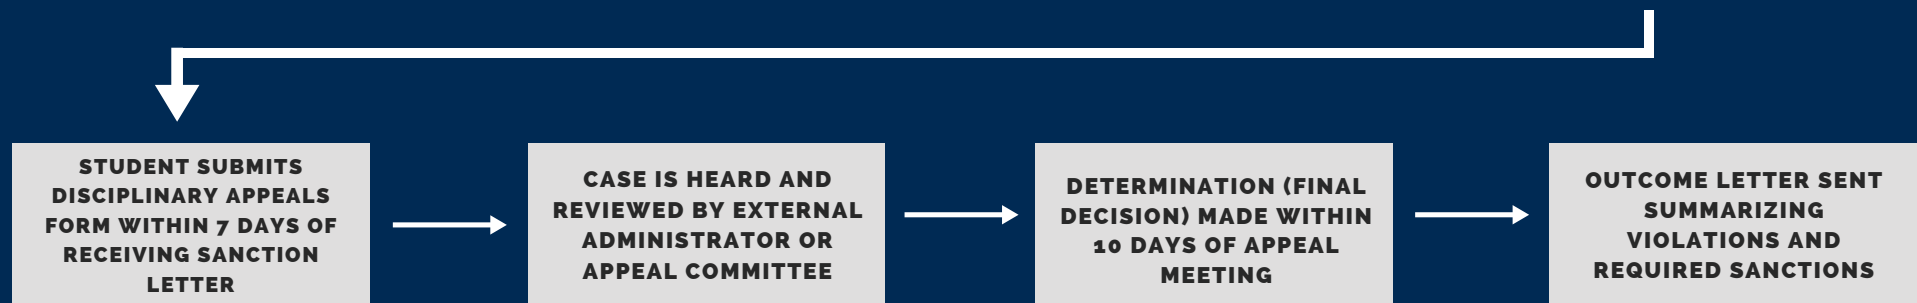 STUDENT SUBMITS
DISCIPLINARY APPEALS
FORM WITHIN 7 DAYS OF
RECEIVING SANCTION
LETTER
CASE IS HEARD AND
REVIEWED BY EXTERNAL
ADMINISTRATOR OR
APPEAL COMMITTEE
DETERMINATION (FINAL
DECISION) MADE WITHIN
10 DAYS OF APPEAL
MEETING
OUTCOME LETTER SENT
SUMMARIZING
VIOLATIONS AND
REQUIRED SANCTIONS